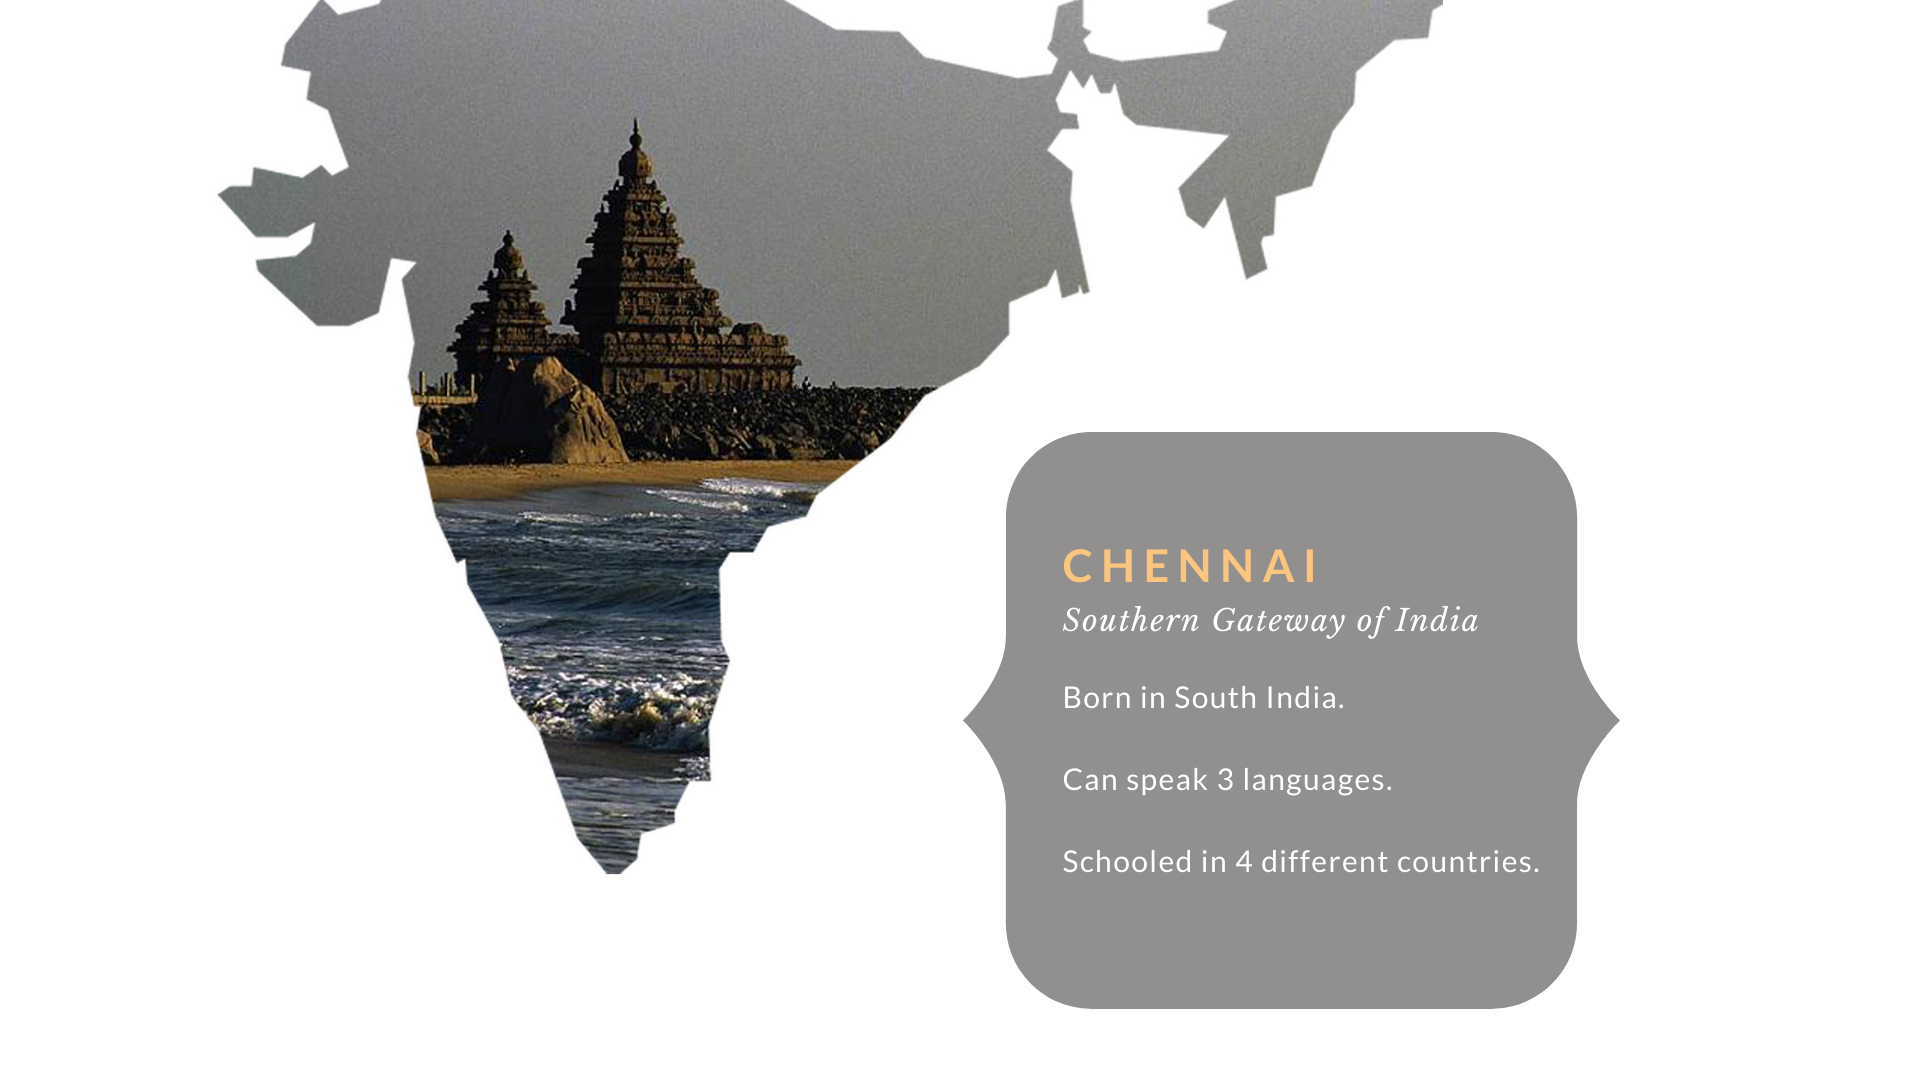 CHENNAI
Southern Gateway of India
Born in South India.
Can speak 3 languages.
Schooled in 4 different countries.